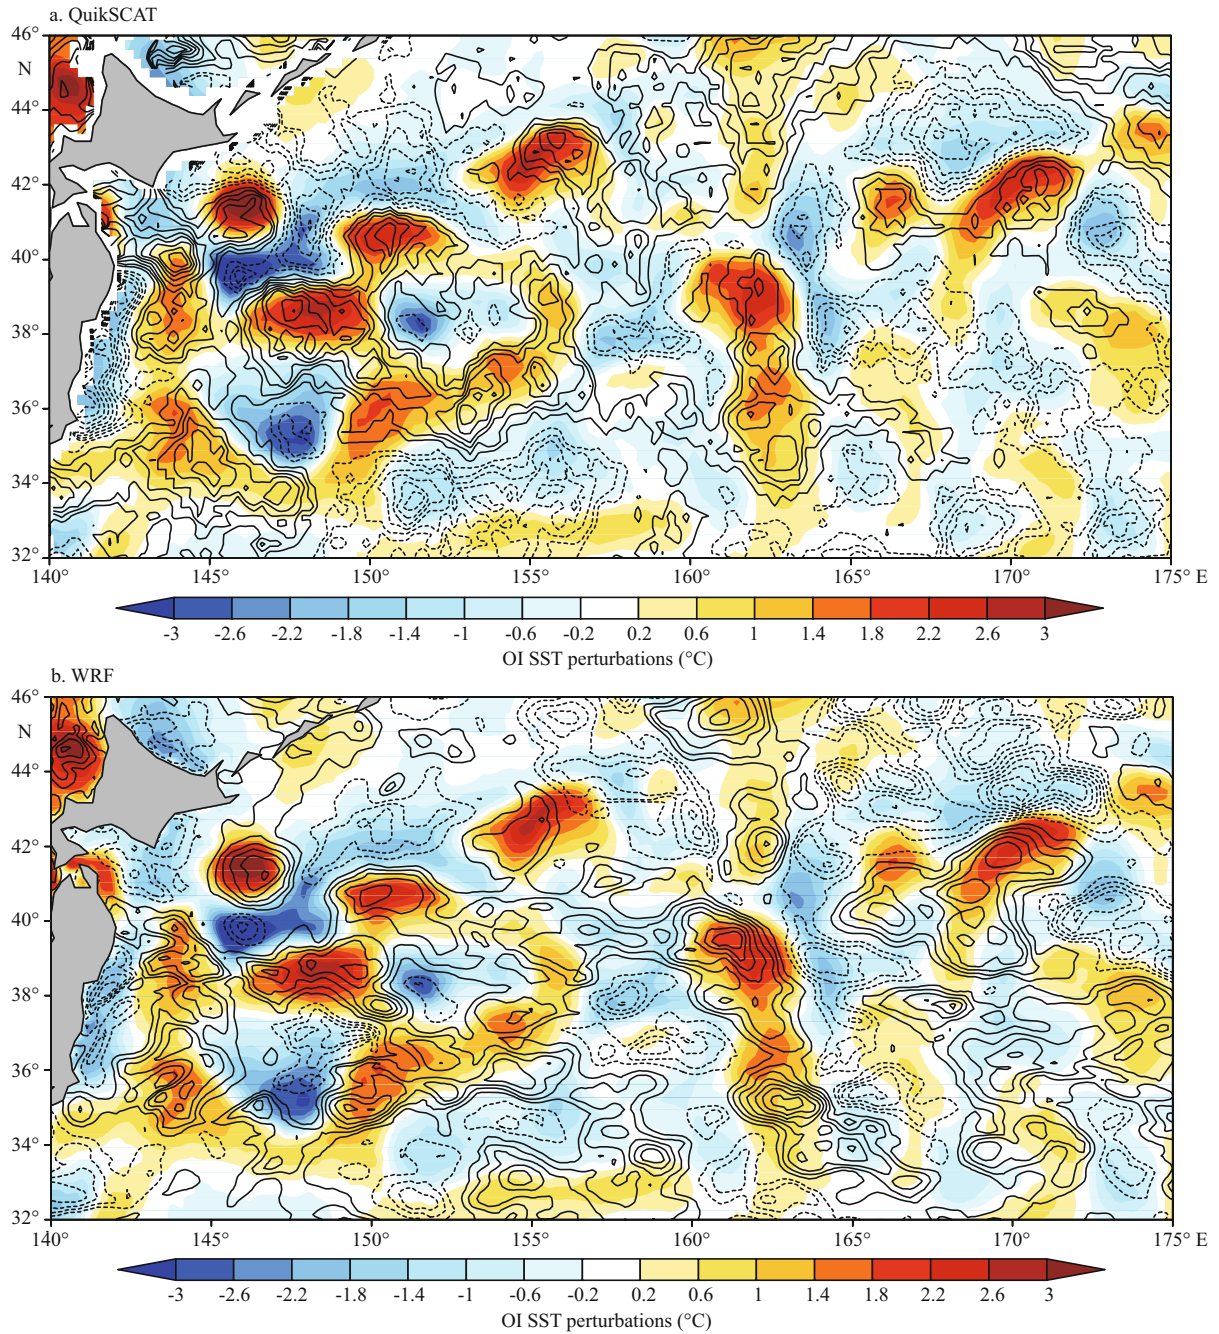 a. QuikSCAT
46°
N
44°
42°
40°
38°
36°
34°
32°
140° 145° 150° 155° 160° 165° 170° 175° E
-3 -2.6 -2.2 -1.8 -1.4 -1 -0.6 -0.2 0.2 0.6 1 1.4 1.8 2.2 2.6 3
OI SST perturbations (°C)
b. WRF
46°
N
44°
42°
40°
38°
36°
34°
32°
140° 145° 150° 155° 160° 165° 170° 175° E
-3 -2.6 -2.2 -1.8 -1.4 -1 -0.6 -0.2 0.2 0.6 1 1.4 1.8 2.2 2.6 3
OI SST perturbations (°C)